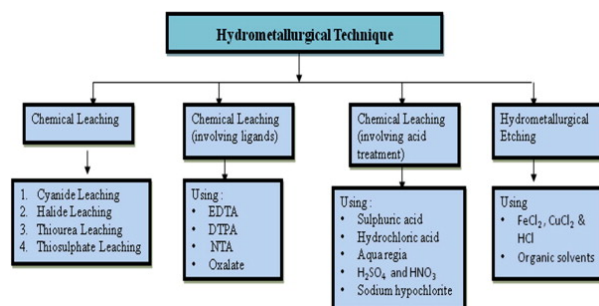 Hydrometallurgical Technique
Chemical Leaching
1. Cyanide Leaching
2. Halide Leaching
3. Thiourea Leaching
4. Thiosulphate Leaching
Chemical Leaching
(involving ligands)
Using :
• EDTA
• DTPA
• NTA
• Oxalate
Chemical Leaching
(involving acid
treatment)
Using :
• Sulphuric acid
• Hydrochloric acid
• Aqua regia
• H₂SO₄ and HNO₃
• Sodium hypochlorite
Hydrometallurgical
Etching
Using
• FeCl₂, CuCl₂ &
HCl
• Organic solvents